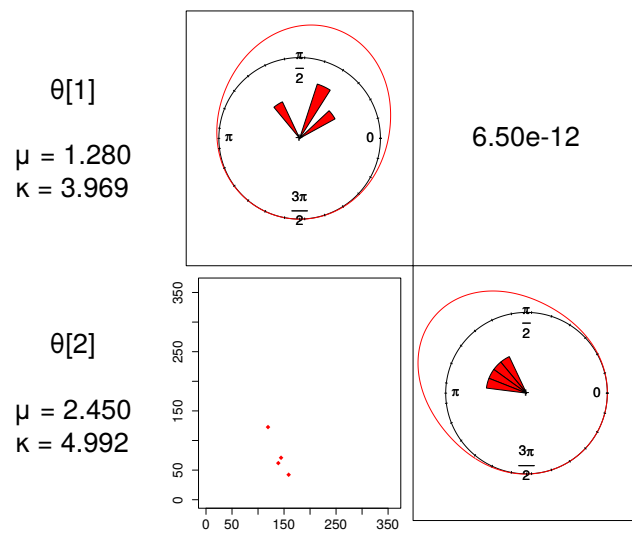 θ[1]
μ = 1.280
κ = 3.969
π
2
π
0
3π
2
6.50e-12
θ[2]
μ = 2.450
κ = 4.992
350
250
150
50
0
0 50 150 250 350
π
2
π
0
3π
2